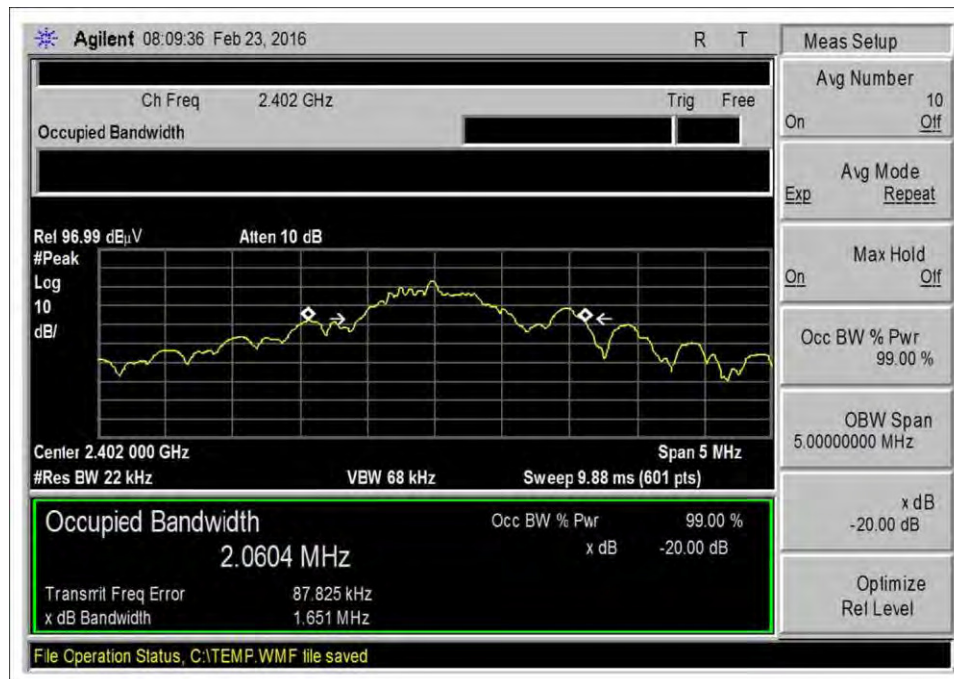 Agilent 08:09:36 Feb 23, 2016 R T
Ch Freq 2.402 GHz Trig Free
Occupied Bandwidth
Ref 96.99 dBµV Atten 10 dB
#Peak
Log
10
dB/
Center 2.402 000 GHz Span 5 MHz
#Res BW 22 kHz VBW 68 kHz Sweep 9.88 ms (601 pts)
Occupied Bandwidth Occ BW % Pwr 99.00 %
2.0604 MHz x dB -20.00 dB
Transmit Freq Error 87.825 kHz
x dB Bandwidth 1.651 MHz
File Operation Status, C:\TEMP.WMF file saved
Meas Setup
Avg Number
10
On Off
Avg Mode
Exp Repeat
Max Hold
On Off
Occ BW % Pwr
99.00 %
OBW Span
5.00000000 MHz
x dB
-20.00 dB
Optimize
Ref Level